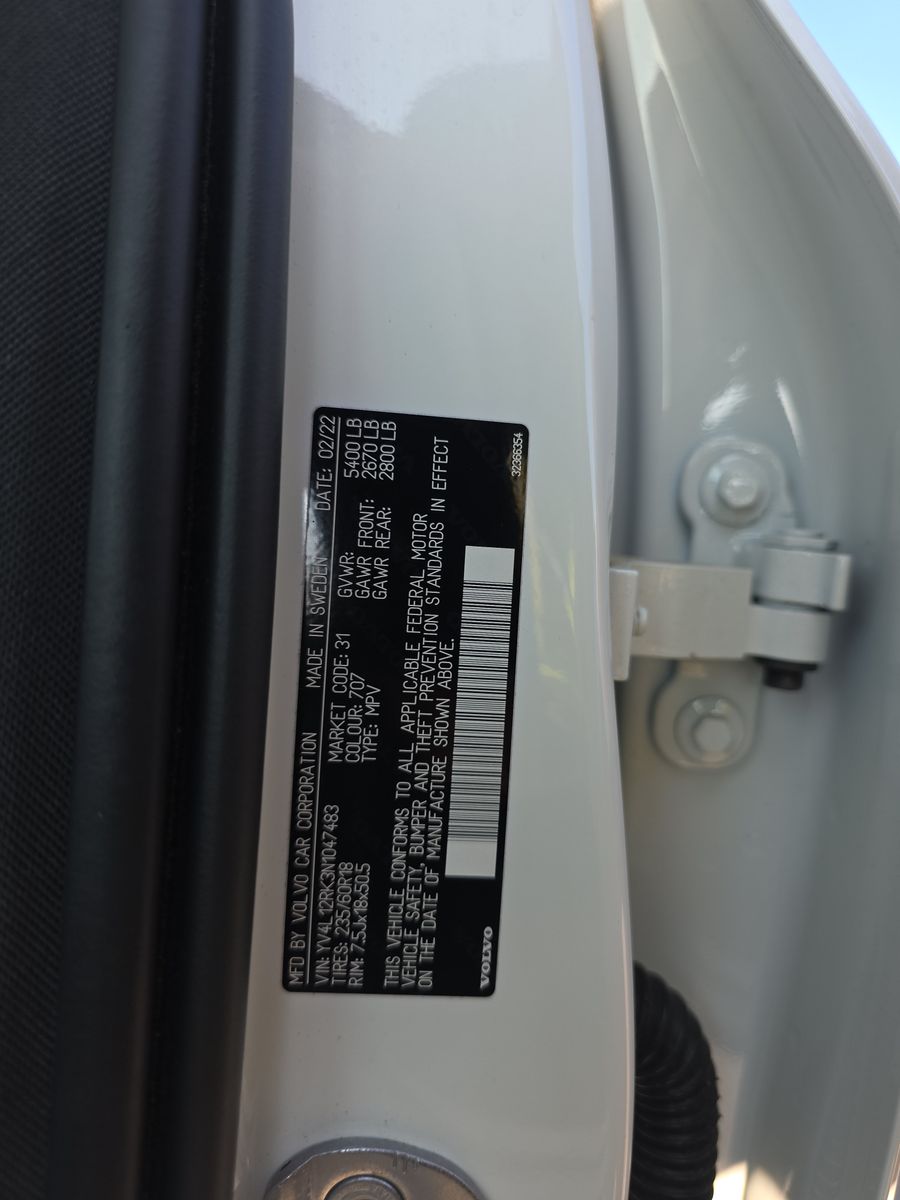 MFD BY VOLVO CAR CORPORATION MADE IN SWEDEN DATE: 02/22
VIN: YV4L12RK3N1047483
TIRES: 235/60R18
RIM: 7.5Jx18x50.5
MARKET CODE: 31
COLOUR: 707
TYPE: MPV
GVWR: 5400 LB
GAWR FRONT: 2670 LB
GAWR REAR: 2800 LB
THIS VEHICLE CONFORMS TO ALL APPLICABLE FEDERAL MOTOR
VEHICLE SAFETY, BUMPER AND THEFT PREVENTION STANDARDS IN EFFECT
ON THE DATE OF MANUFACTURE SHOWN ABOVE.
VOLVO
32366354